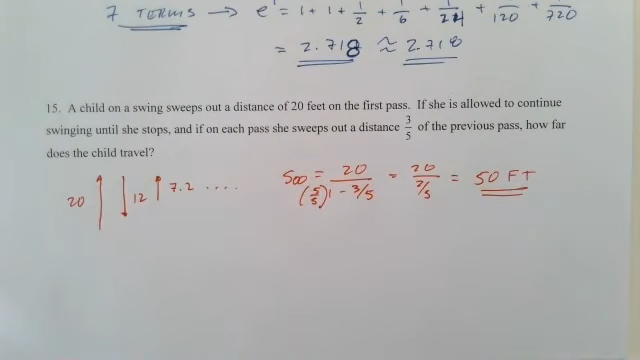 7 TERMS → e¹ = 1 + 1 + 1/2 + 1/6 + 1/24 + /120 + /720
= 2.718 ≈ 2.718
15. A child on a swing sweeps out a distance of 20 feet on the first pass. If she is allowed to continue
swinging until she stops, and if on each pass she sweeps out a distance 3/5 of the previous pass, how far
does the child travel?
20 12 7.2 ....
S∞ = 20/(1 - 3/5) = 20/(2/5) = 50 FT
(5/5)